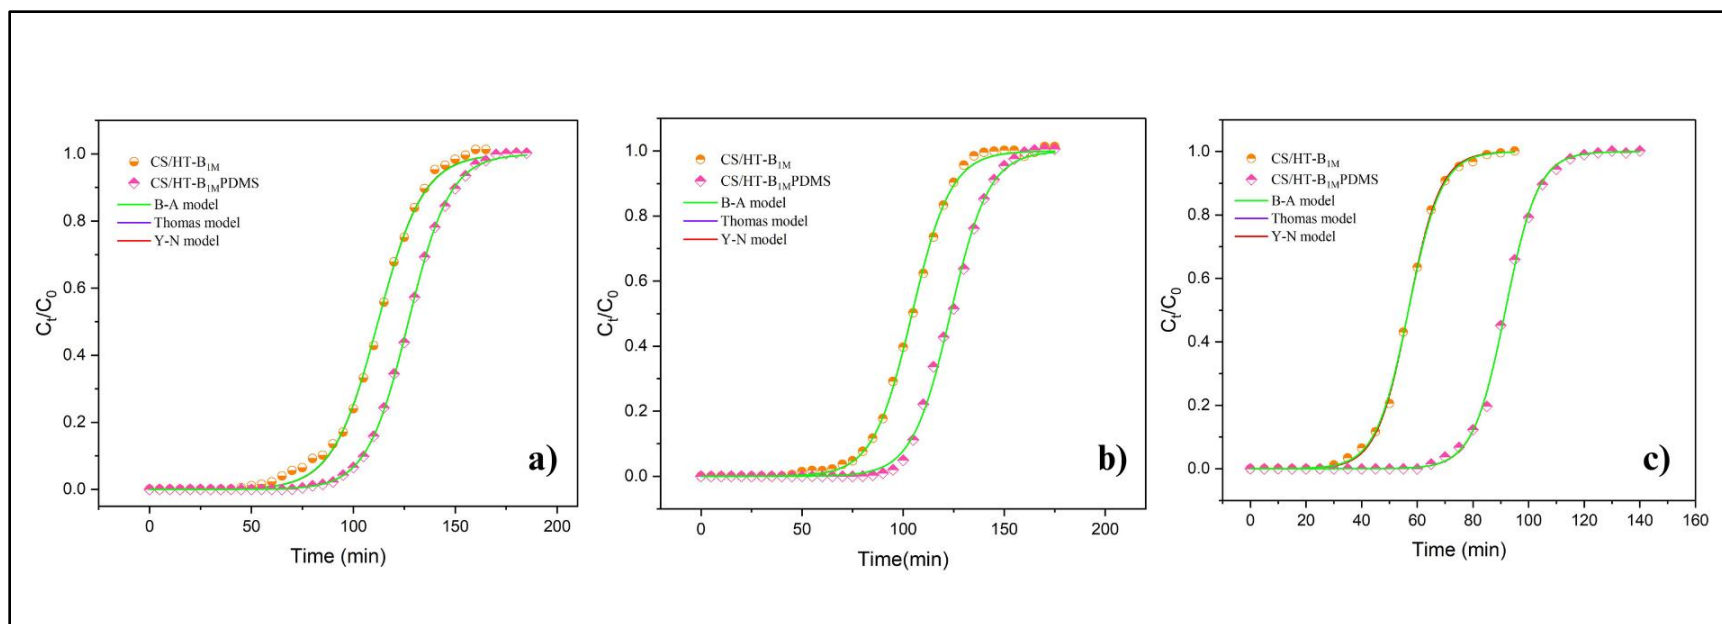 CS/HT-B1M
CS/HT-B1MPDMS
B-A model
Thomas model
Y-N model
1.0
0.8
0.6
0.4
0.2
0.0
Ct/C0
0 50 100 150 200
Time (min)
a)
CS/HT-B1M
CS/HT-B1MPDMS
B-A model
Thomas model
Y-N model
1.0
0.8
0.6
0.4
0.2
0.0
Ct/C0
0 50 100 150 200
Time(min)
b)
CS/HT-B1M
CS/HT-B1MPDMS
B-A model
Thomas model
Y-N model
1.0
0.8
0.6
0.4
0.2
0.0
Ct/C0
0 20 40 60 80 100 120 140 160
Time (min)
c)